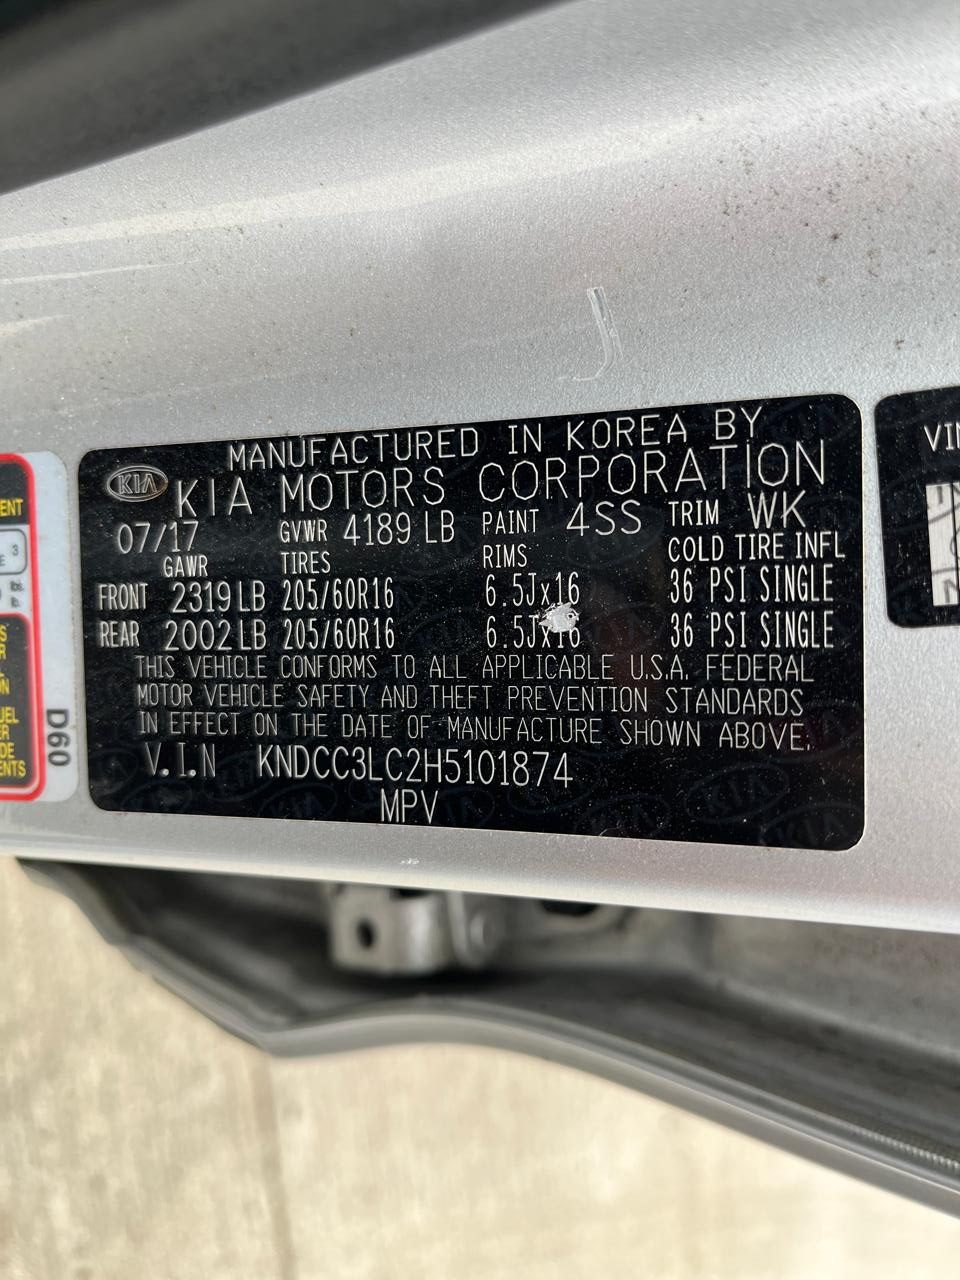 MANUFACTURED IN KOREA BY
KIA KIA MOTORS CORPORATION
07/17 GVWR 4189 LB PAINT 4SS TRIM WK
GAWR TIRES RIMS COLD TIRE INFL
FRONT 2319 LB 205/60R16 6.5Jx16 36 PSI SINGLE
REAR 2002 LB 205/60R16 6.5Jx16 36 PSI SINGLE
THIS VEHICLE CONFORMS TO ALL APPLICABLE U.S.A. FEDERAL
MOTOR VEHICLE SAFETY AND THEFT PREVENTION STANDARDS
IN EFFECT ON THE DATE OF MANUFACTURE SHOWN ABOVE.
V.I.N KNDCC3LC2H5101874
MPV
D60